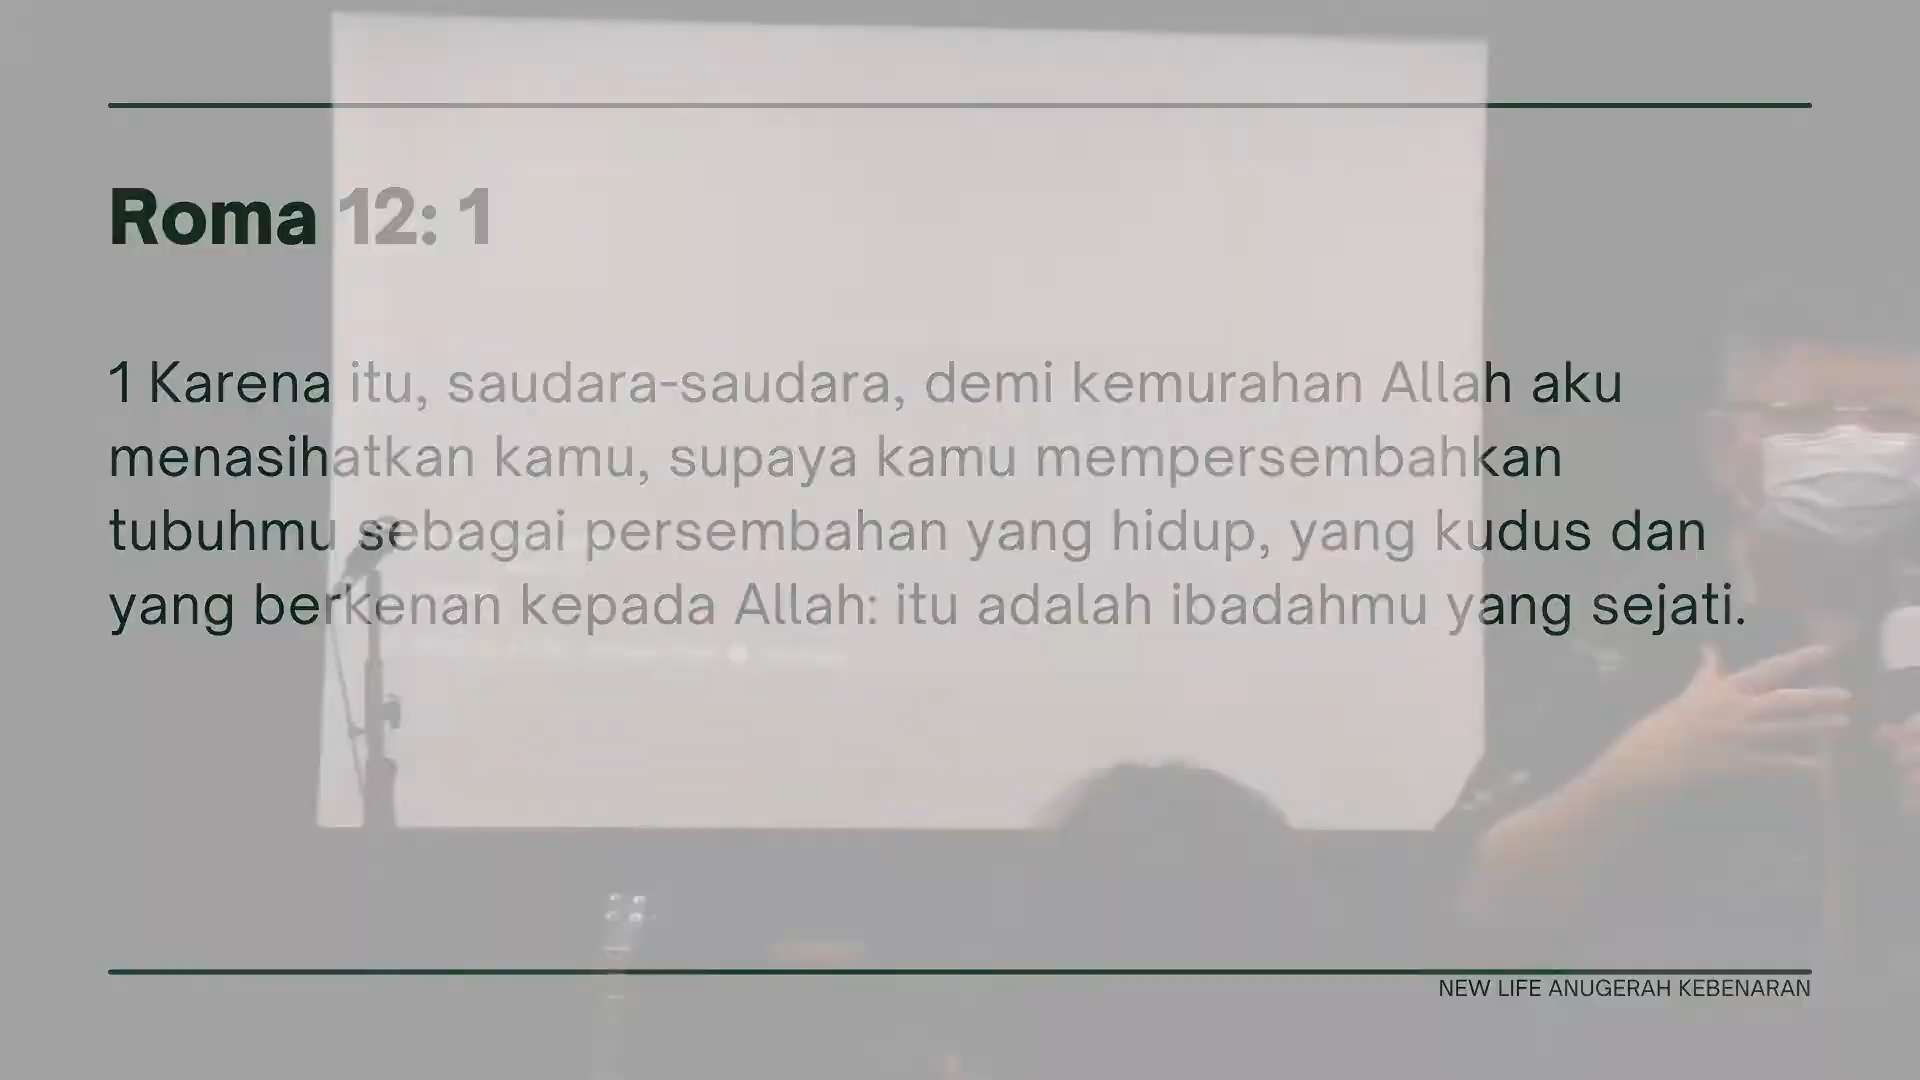 Roma 12: 1
1 Karena itu, saudara-saudara, demi kemurahan Allah aku
menasihatkan kamu, supaya kamu mempersembahkan
tubuhmu sebagai persembahan yang hidup, yang kudus dan
yang berkenan kepada Allah: itu adalah ibadahmu yang sejati.
NEW LIFE ANUGERAH KEBENARAN